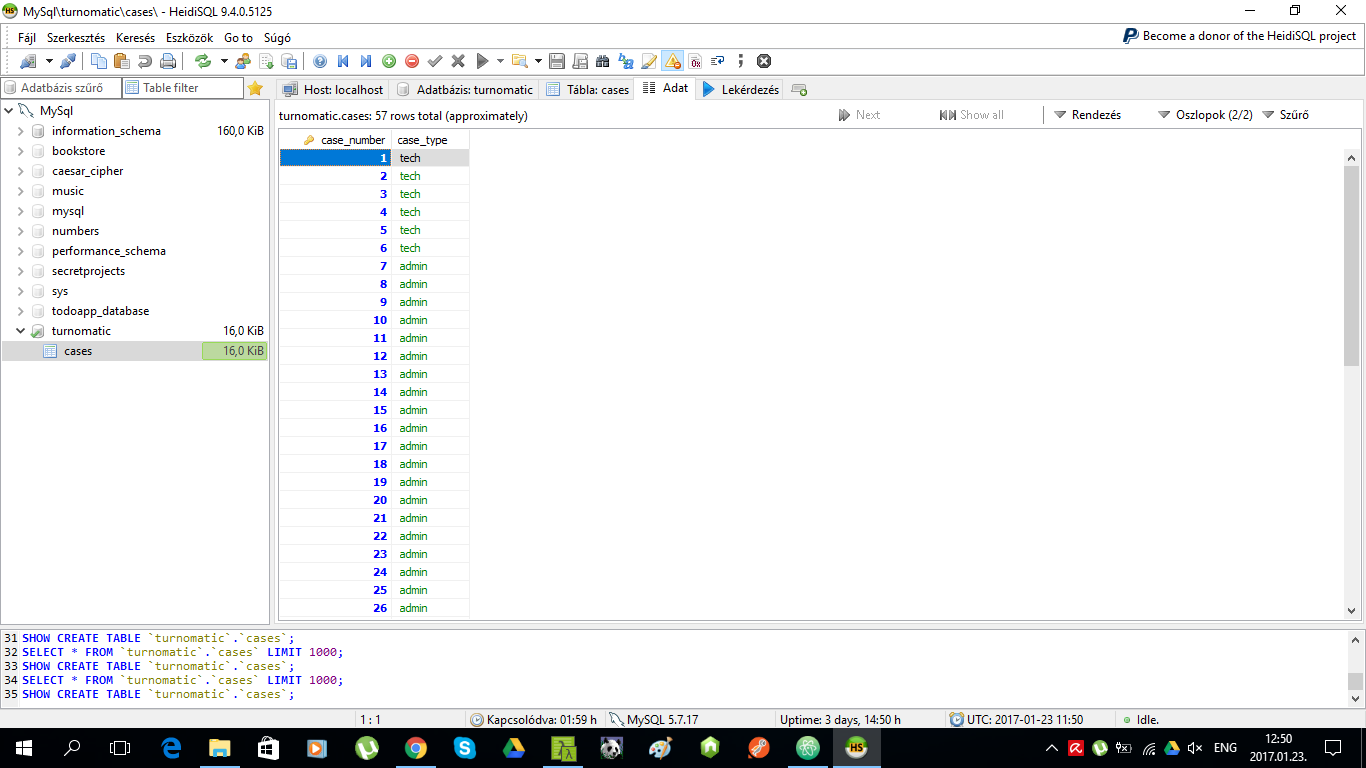 MySql\turnomatic\cases\ - HeidiSQL 9.4.0.5125
Fájl Szerkesztés Keresés Eszközök Go to Súgó
Become a donor of the HeidiSQL project
Adatbázis szűrő Table filter
Host: localhost Adatbázis: turnomatic Tábla: cases Adat Lekérdezés
MySql
information_schema 160,0 KiB
bookstore
caesar_cipher
music
mysql
numbers
performance_schema
secretprojects
sys
todoapp_database
turnomatic 16,0 KiB
cases 16,0 KiB
turnomatic.cases: 57 rows total (approximately)
Next Show all Rendezés Oszlopok (2/2) Szűrő
case_number case_type
1 tech
2 tech
3 tech
4 tech
5 tech
6 tech
7 admin
8 admin
9 admin
10 admin
11 admin
12 admin
13 admin
14 admin
15 admin
16 admin
17 admin
18 admin
19 admin
20 admin
21 admin
22 admin
23 admin
24 admin
25 admin
26 admin
31 SHOW CREATE TABLE `turnomatic`.`cases`;
32 SELECT * FROM `turnomatic`.`cases` LIMIT 1000;
33 SHOW CREATE TABLE `turnomatic`.`cases`;
34 SELECT * FROM `turnomatic`.`cases` LIMIT 1000;
35 SHOW CREATE TABLE `turnomatic`.`cases`;
1 : 1 Kapcsolódva: 01:59 h MySQL 5.7.17 Uptime: 3 days, 14:50 h UTC: 2017-01-23 11:50 Idle.
HS
ENG
12:50
2017.01.23.